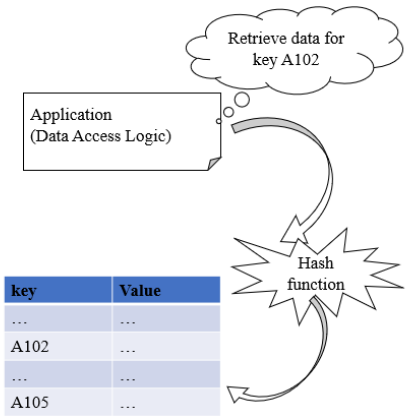 Retrieve data for
key A102
Application
(Data Access Logic)
Hash
function
key Value
... ...
A102 ...
... ...
A105 ...